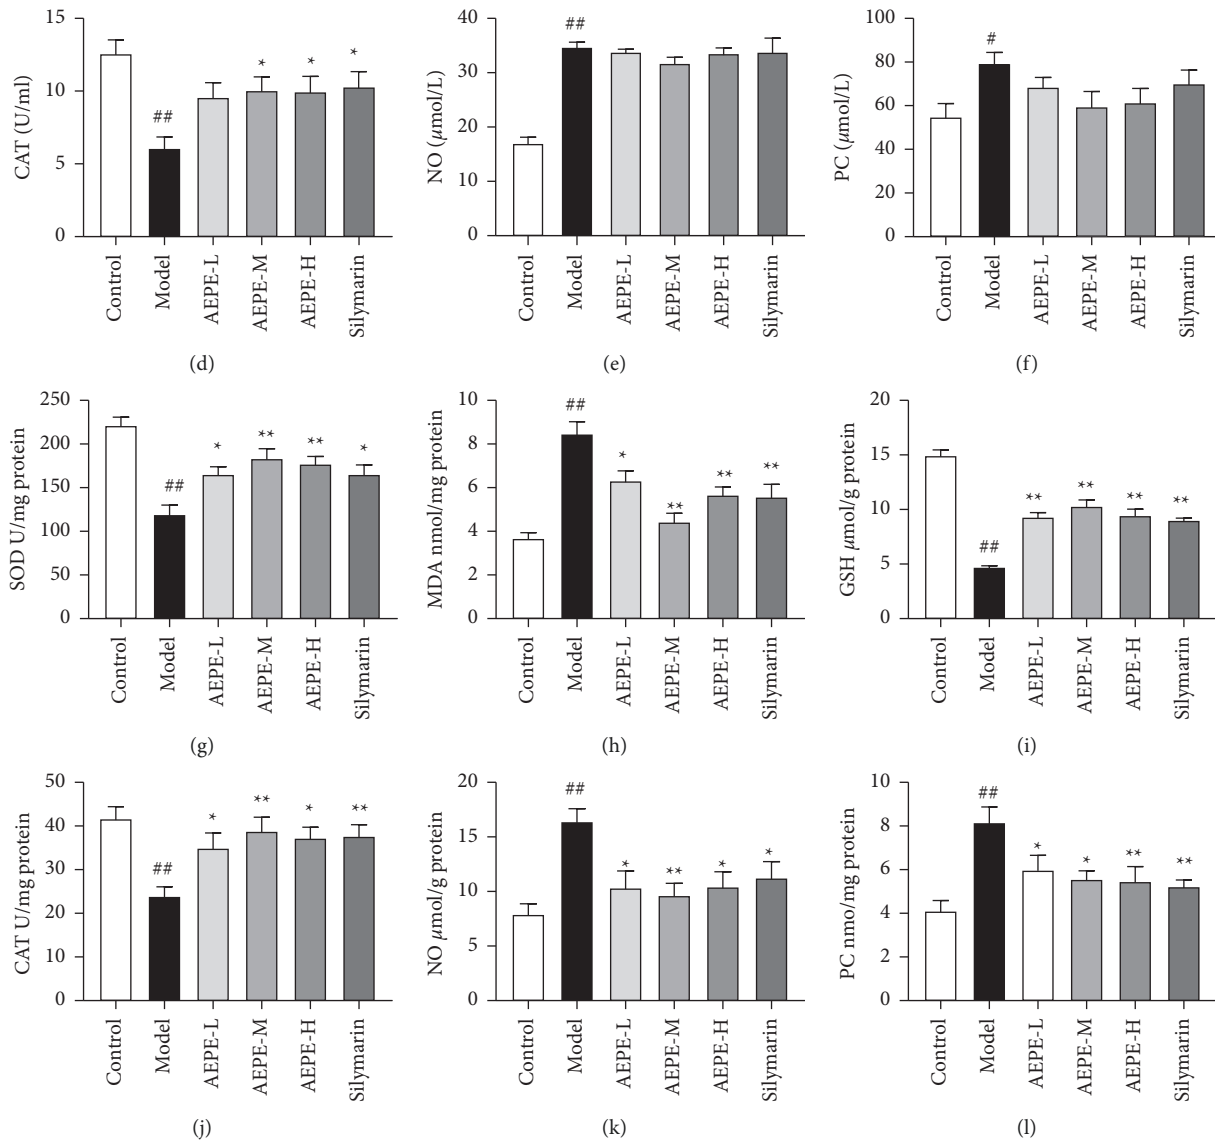 CAT (U/ml)
15
10
5
0
##
*
*
*
Control
Model
AEPE-L
AEPE-M
AEPE-H
Silymarin
(d)
NO (μmol/L)
40
30
20
10
0
##
Control
Model
AEPE-L
AEPE-M
AEPE-H
Silymarin
(e)
PC (μmol/L)
100
80
60
40
20
0
#
Control
Model
AEPE-L
AEPE-M
AEPE-H
Silymarin
(f)
SOD U/mg protein
250
200
150
100
50
0
##
*
**
**
*
Control
Model
AEPE-L
AEPE-M
AEPE-H
Silymarin
(g)
MDA nmol/mg protein
10
8
6
4
2
0
##
*
**
**
**
Control
Model
AEPE-L
AEPE-M
AEPE-H
Silymarin
(h)
GSH μmol/g protein
20
15
10
5
0
##
**
**
**
**
Control
Model
AEPE-L
AEPE-M
AEPE-H
Silymarin
(i)
CAT U/mg protein
50
40
30
20
10
0
##
*
**
*
**
Control
Model
AEPE-L
AEPE-M
AEPE-H
Silymarin
(j)
NO μmol/g protein
20
15
10
5
0
##
*
**
*
*
Control
Model
AEPE-L
AEPE-M
AEPE-H
Silymarin
(k)
PC nmo/mg protein
10
8
6
4
2
0
##
*
*
**
**
Control
Model
AEPE-L
AEPE-M
AEPE-H
Silymarin
(l)